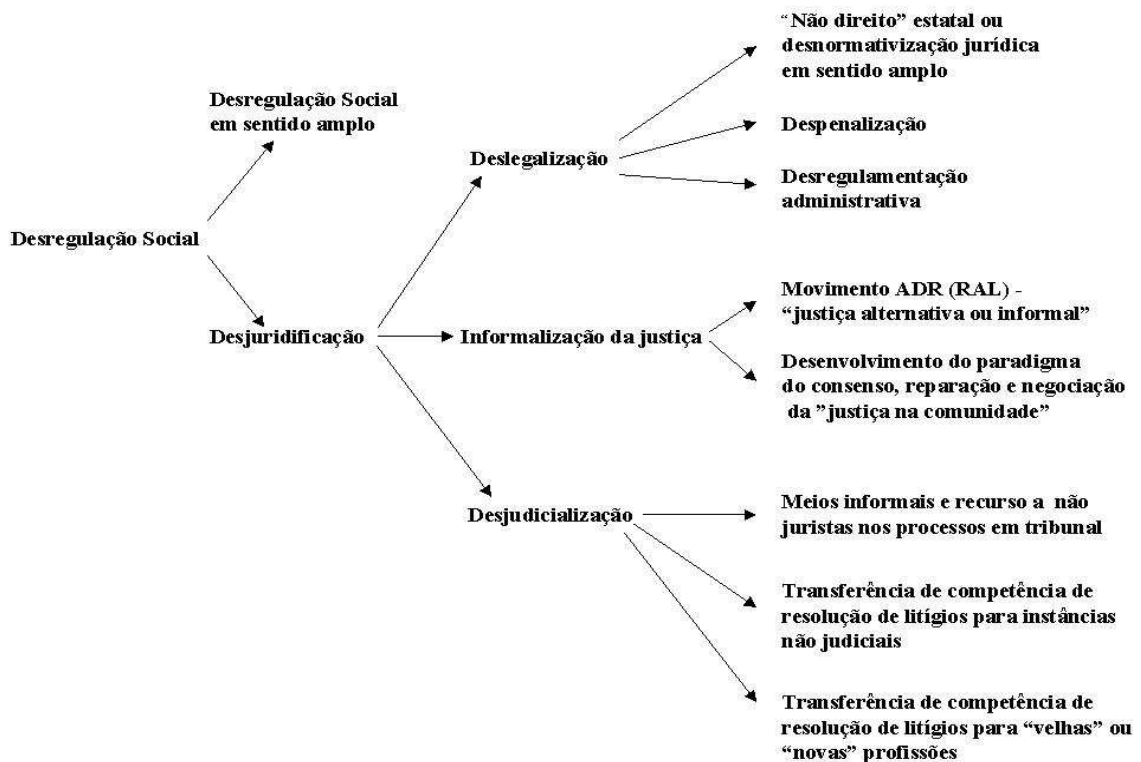 “Não direito” estatal ou
desnormativização jurídica
em sentido amplo
Desregulação Social
em sentido amplo
Despenalização
Deslegalização
Desregulamentação
administrativa
Desregulação Social
Movimento ADR (RAL) -
“justiça alternativa ou informal”
Desjuridificação
Informalização da justiça
Desenvolvimento do paradigma
do consenso, reparação e negociação
da ”justiça na comunidade”
Desjudicialização
Meios informais e recurso a não
juristas nos processos em tribunal
Transferência de competência de
resolução de litígios para instâncias
não judiciais
Transferência de competência de
resolução de litígios para “velhas” ou
“novas” profissões